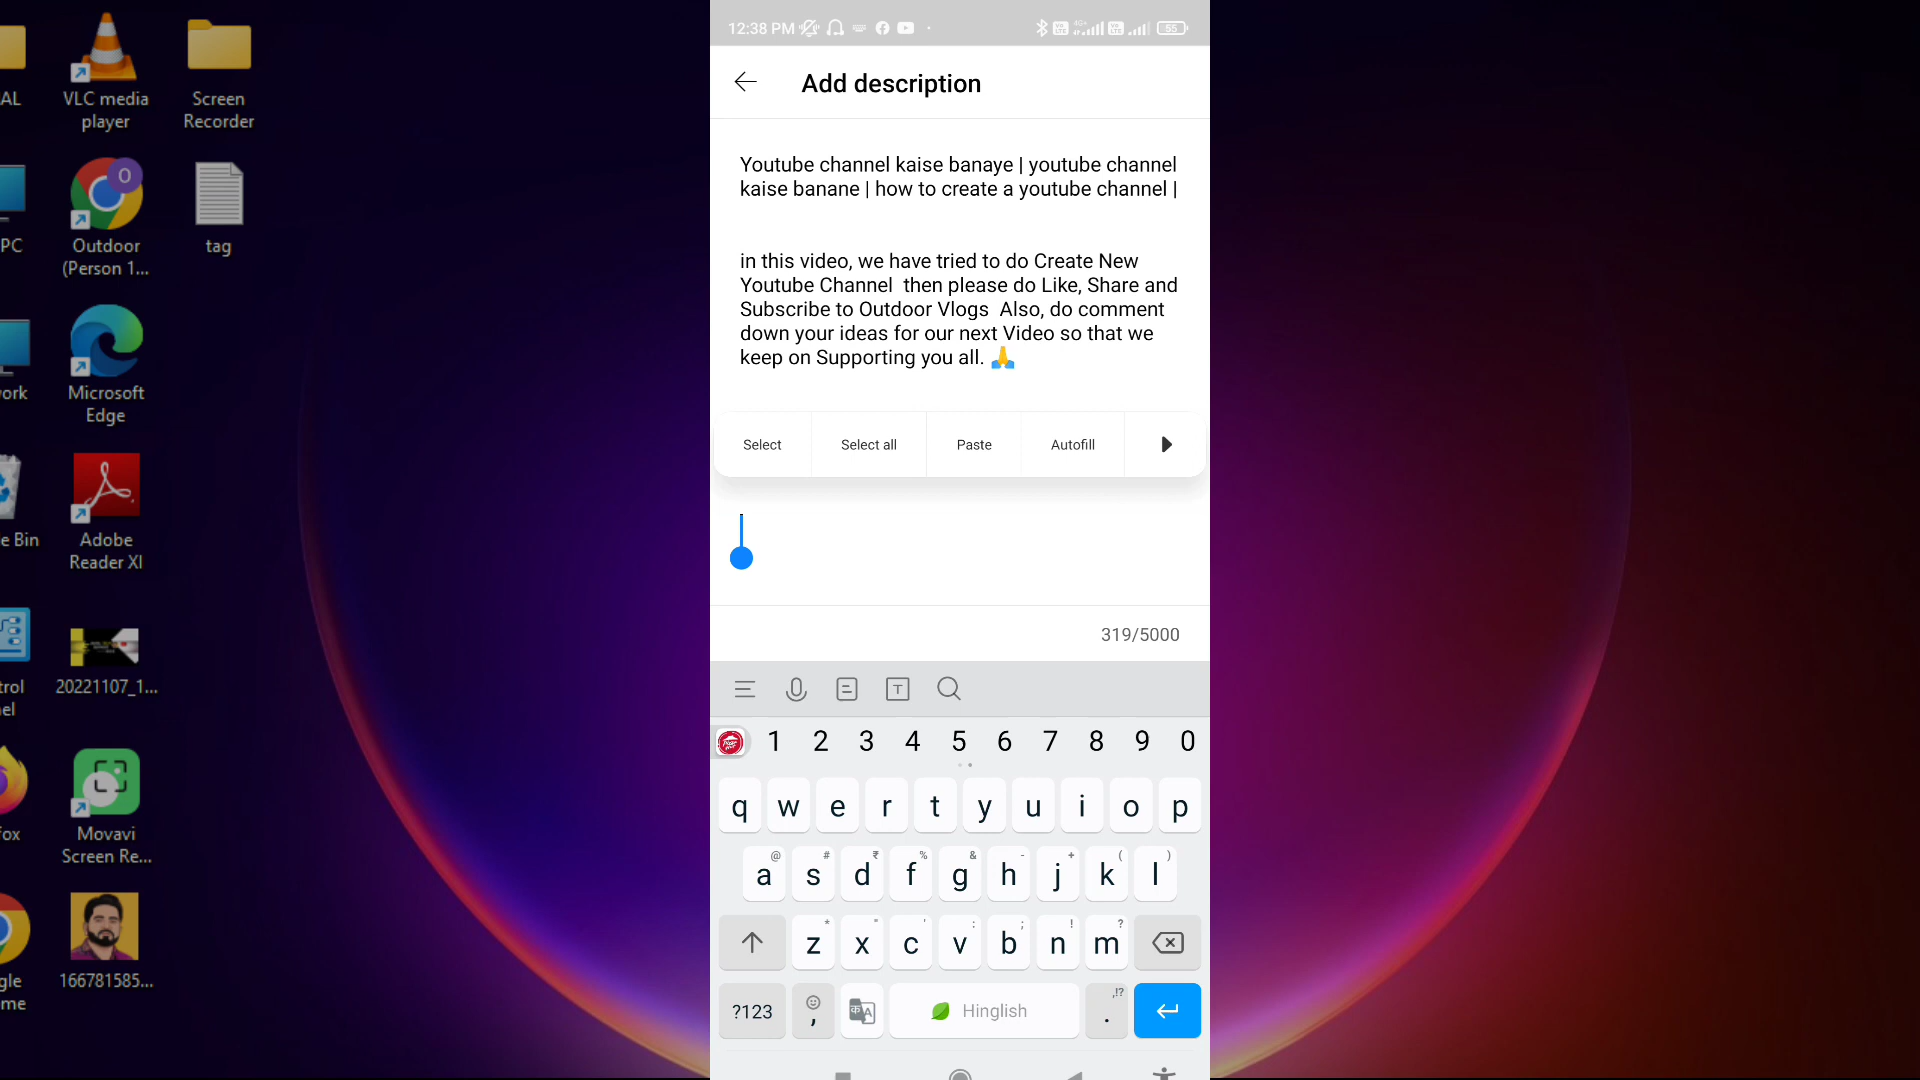 12:38 PM
55
Add description
Youtube channel kaise banaye | youtube channel
kaise banane | how to create a youtube channel |
in this video, we have tried to do Create New
Youtube Channel  then please do Like, Share and
Subscribe to Outdoor Vlogs  Also, do comment
down your ideas for our next Video so that we
keep on Supporting you all. 🙏
Select
Select all
Paste
Autofill
319/5000
1 2 3 4 5 6 7 8 9 0
q w e r t y u i o p
@ # ₹ % & - + ( )
a s d f g h j k l
* " ' : ; ! ?
z x c v b n m
?123
,
Hinglish
,!?
.
AL
VLC media
player
Screen
Recorder
PC
O
Outdoor
(Person 1...
tag
ork
Microsoft
Edge
e Bin
Adobe
Reader XI
trol
el
20221107_1...
ox
Movavi
Screen Re...
gle
me
166781585...